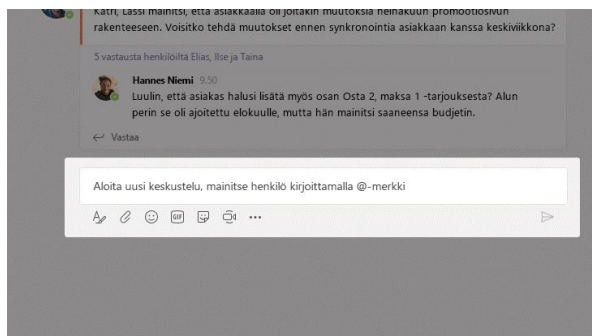 Katri, Lassi mainitsi, että asiakkaalla oli joitakin muutoksia heinäkuun promootiosivun
rakenteeseen. Voisitko tehdä muutokset ennen synkronointia asiakkaan kanssa keskiviikkona?
5 vastausta henkilöiltä Elias, Ilse ja Taina
Hannes Niemi 9.50
Luulin, että asiakas halusi lisätä myös osan Osta 2, maksa 1 -tarjouksesta? Alun
perin se oli ajoitettu elokuulle, mutta hän mainitsi saaneensa budjetin.
Vastaa
Aloita uusi keskustelu, mainitse henkilö kirjoittamalla @-merkki
GIF